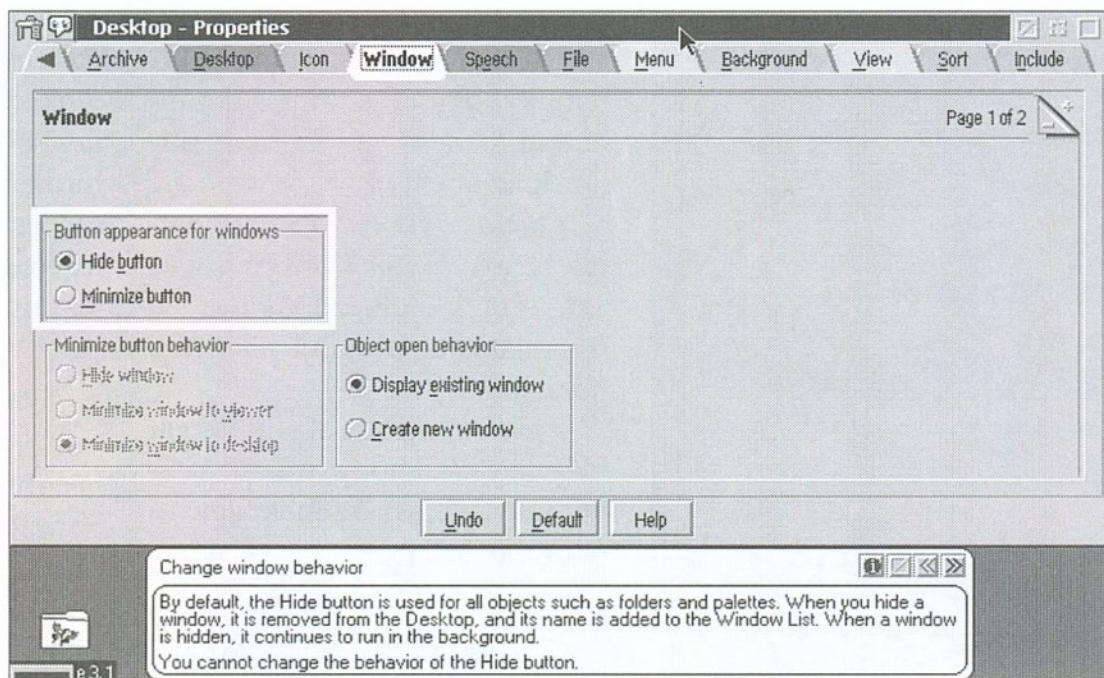 Desktop - Properties
Archive Desktop Icon Window Speech File Menu Background View Sort Include
Window Page 1 of 2
Button appearance for windows
Hide button
Minimize button
Minimize button behavior
Hide window
Minimize window to viewer
Minimize window to desktop
Object open behavior
Display existing window
Create new window
Undo Default Help
Change window behavior
By default, the Hide button is used for all objects such as folders and palettes. When you hide a
window, it is removed from the Desktop, and its name is added to the Window List. When a window
is hidden, it continues to run in the background.
You cannot change the behavior of the Hide button.
e 3.1